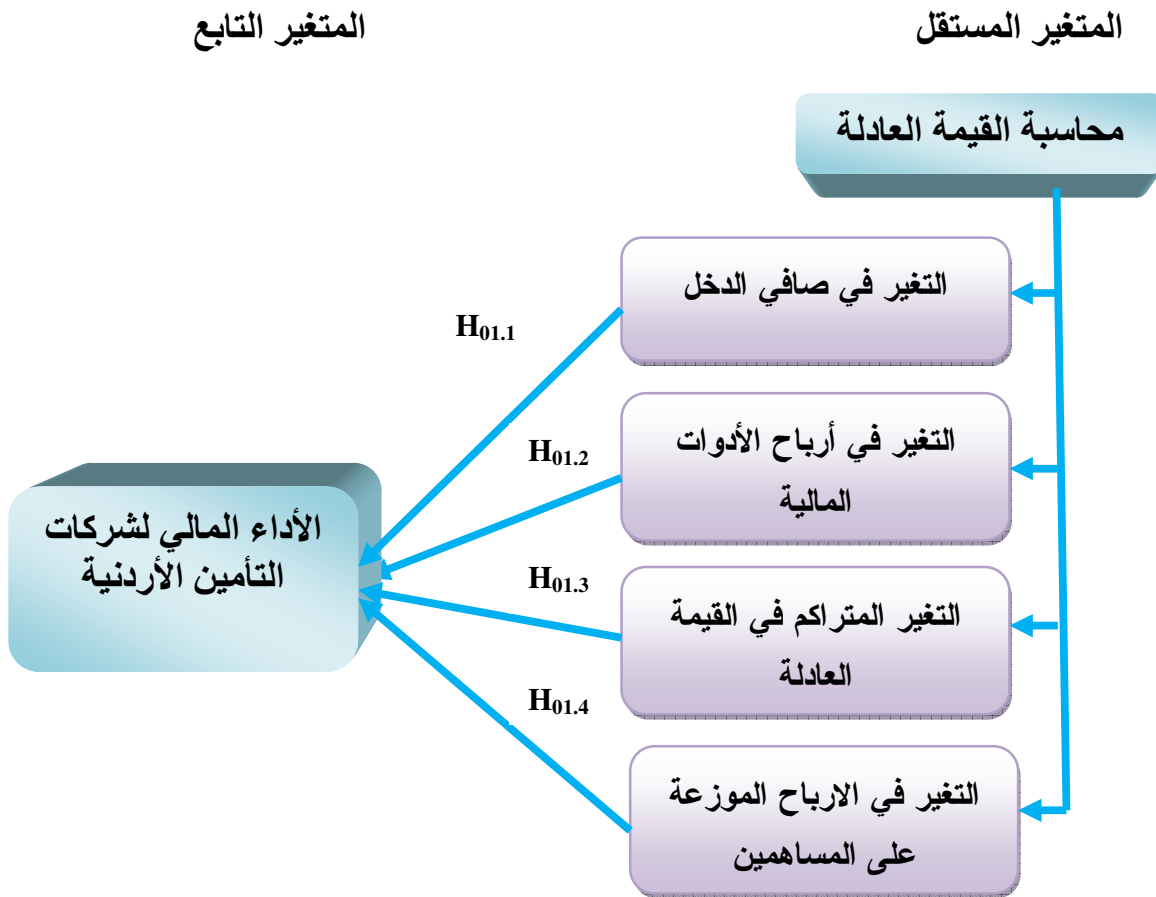 المتغير المستقل
المتغير التابع
محاسبة القيمة العادلة
التغير في صافي الدخل
H01.1
التغير في أرباح الأدوات
المالية
H01.2
الأداء المالي لشركات
التأمين الأردنية
التغير المتراكم في القيمة
العادلة
H01.3
التغير في الارباح الموزعة
على المساهمين
H01.4